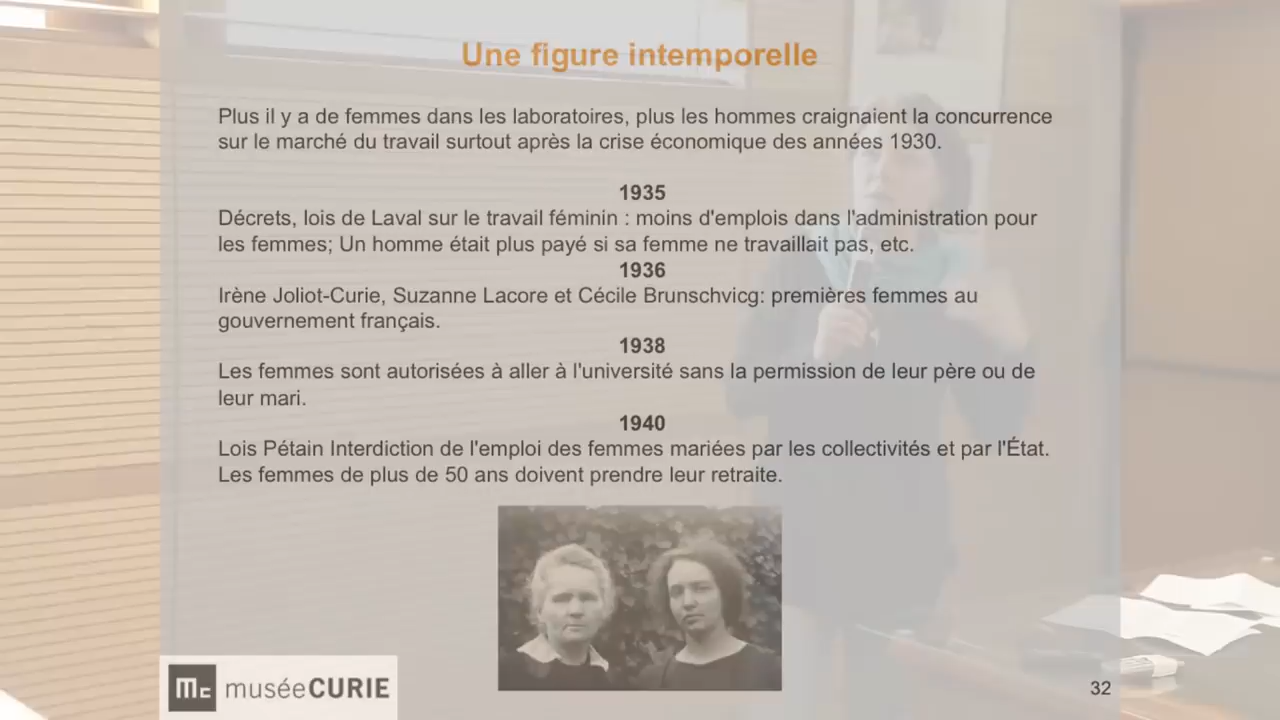 Une figure intemporelle
Plus il y a de femmes dans les laboratoires, plus les hommes craignaient la concurrence
sur le marché du travail surtout après la crise économique des années 1930.
1935
Décrets, lois de Laval sur le travail féminin : moins d'emplois dans l'administration pour
les femmes; Un homme était plus payé si sa femme ne travaillait pas, etc.
1936
Irène Joliot-Curie, Suzanne Lacore et Cécile Brunschvicg: premières femmes au
gouvernement français.
1938
Les femmes sont autorisées à aller à l'université sans la permission de leur père ou de
leur mari.
1940
Lois Pétain Interdiction de l'emploi des femmes mariées par les collectivités et par l'État.
Les femmes de plus de 50 ans doivent prendre leur retraite.
Mc muséeCURIE
32